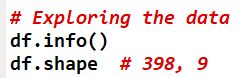 # Exploring the data
df.info()
df.shape  # 398, 9